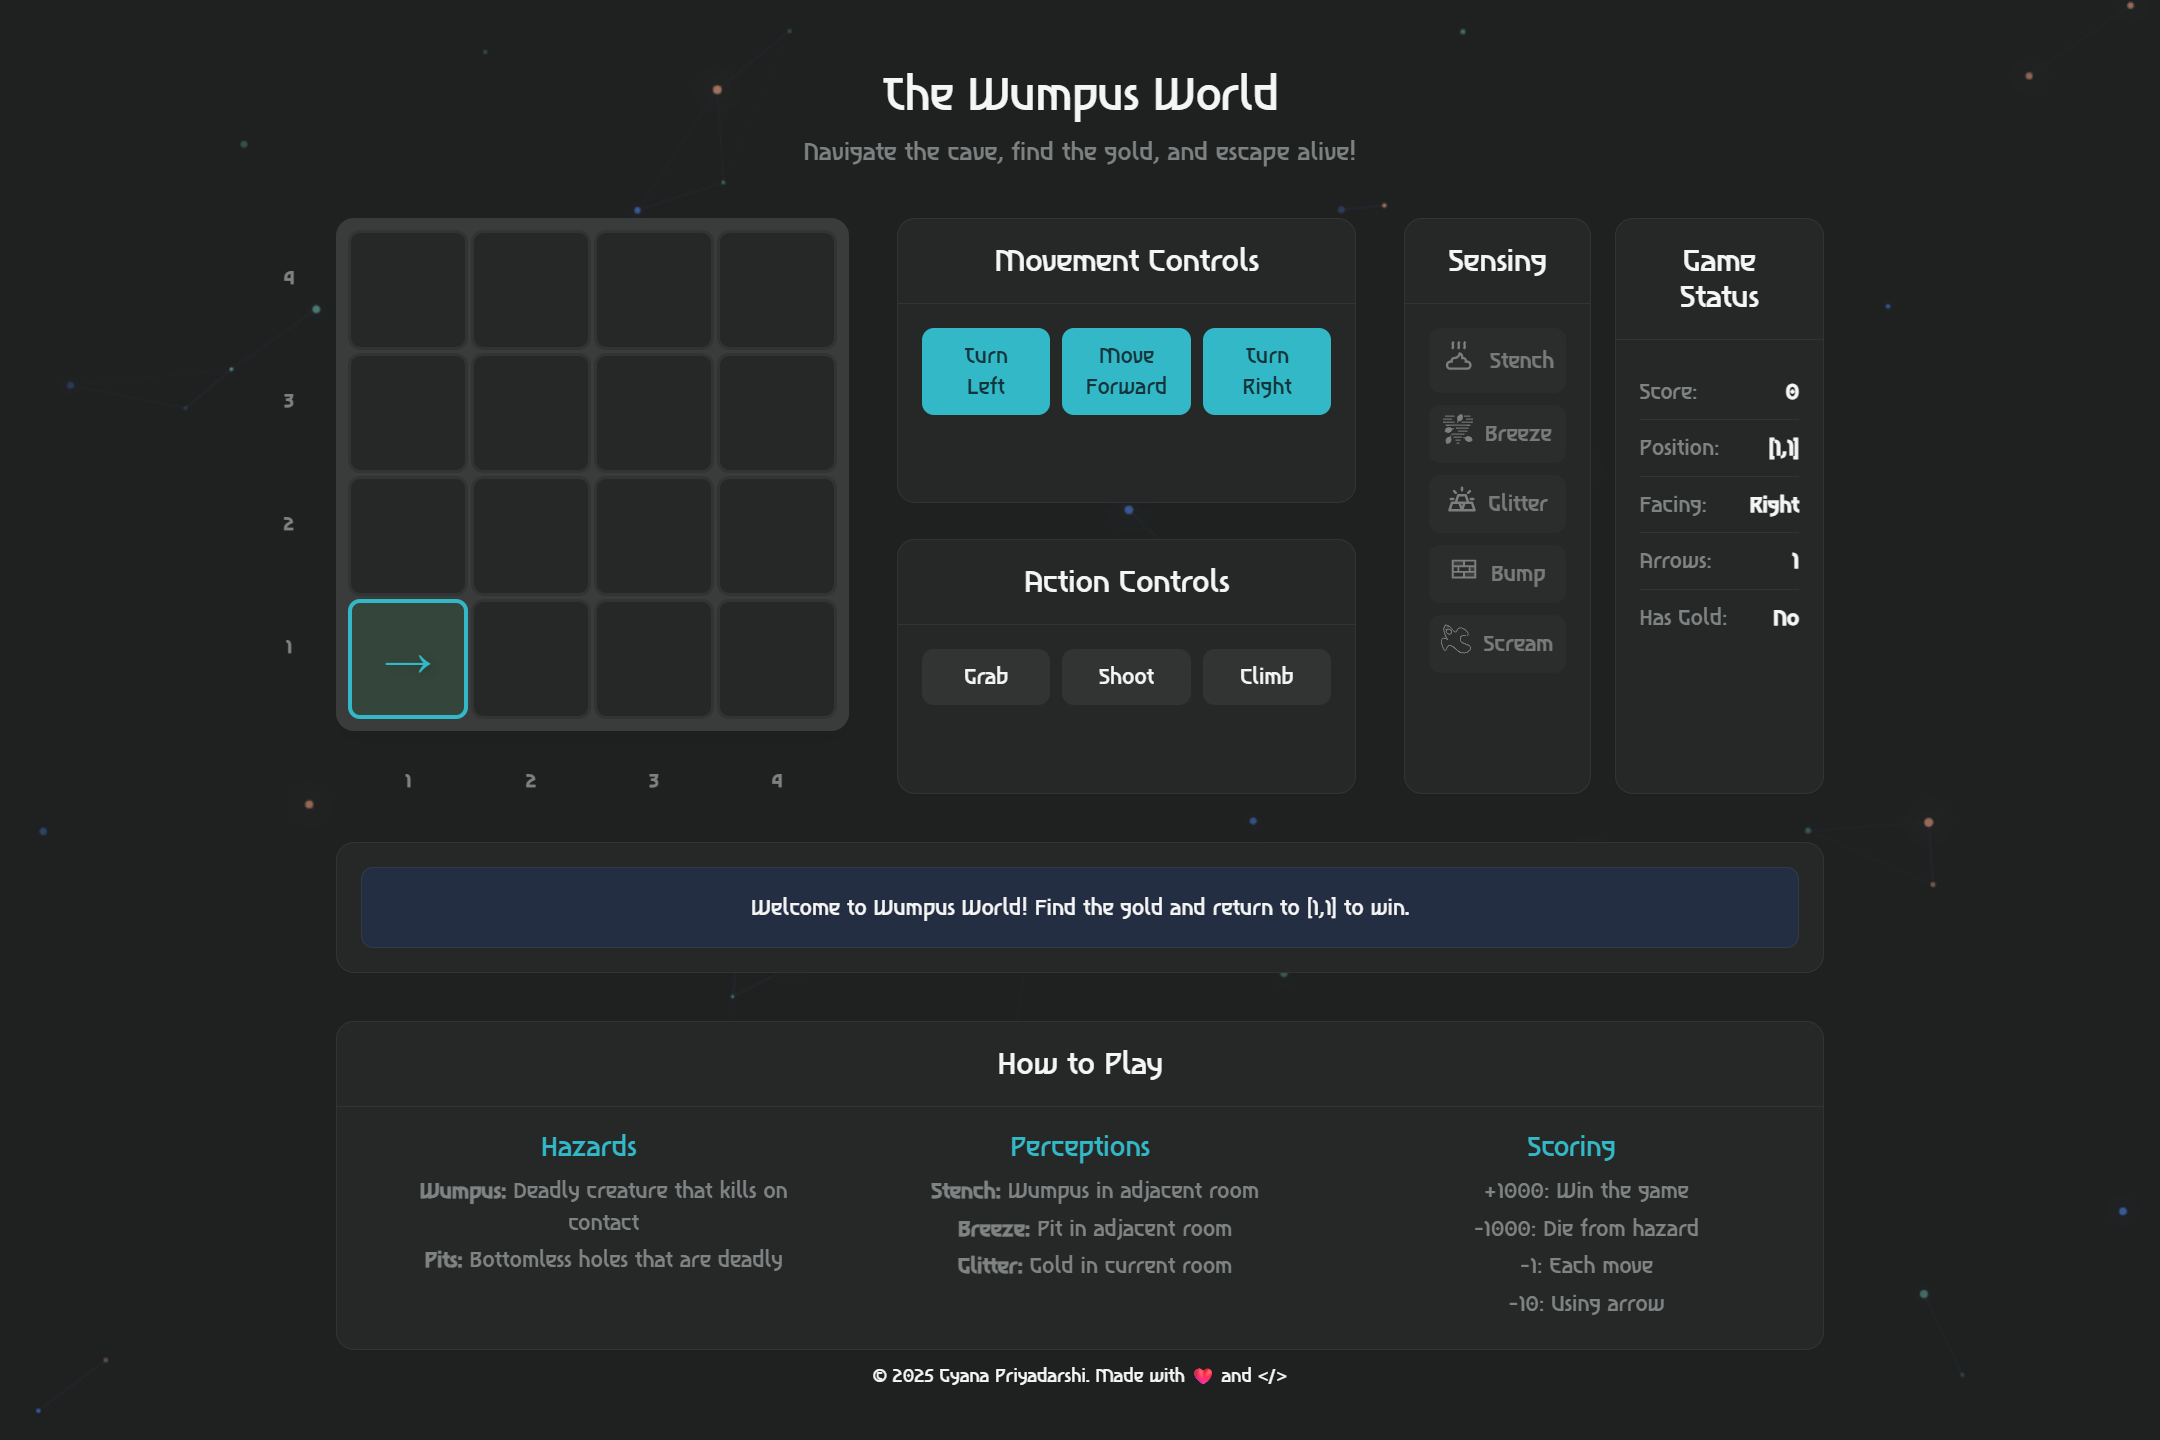 The Wumpus World
Navigate the cave, find the gold, and escape alive!
4
3
2
1
→
1 2 3 4
Movement Controls
Turn Left
Move Forward
Turn Right
Action Controls
Grab
Shoot
Climb
Sensing
Stench
Breeze
Glitter
Bump
Scream
Game
Status
Score: 0
Position: [1,1]
Facing: Right
Arrows: 1
Has Gold: No
Welcome to Wumpus World! Find the gold and return to [1,1] to win.
How to Play
Hazards
Wumpus: Deadly creature that kills on
contact
Pits: Bottomless holes that are deadly
Perceptions
Stench: Wumpus in adjacent room
Breeze: Pit in adjacent room
Glitter: Gold in current room
Scoring
+1000: Win the game
-1000: Die from hazard
-1: Each move
-10: Using arrow
© 2025 Gyana Priyadarshi. Made with ❤️ and </>